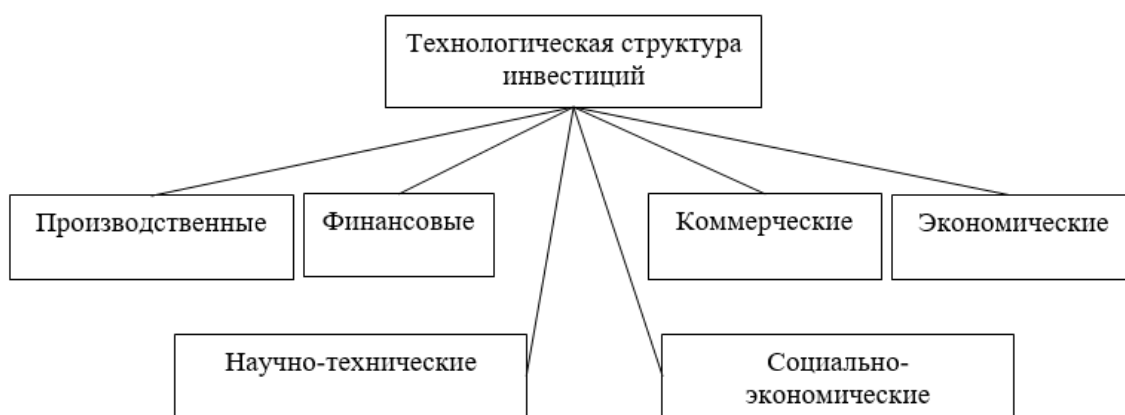 Технологическая структура
инвестиций
Производственные
Финансовые
Коммерческие
Экономические
Научно-технические
Социально-
экономические